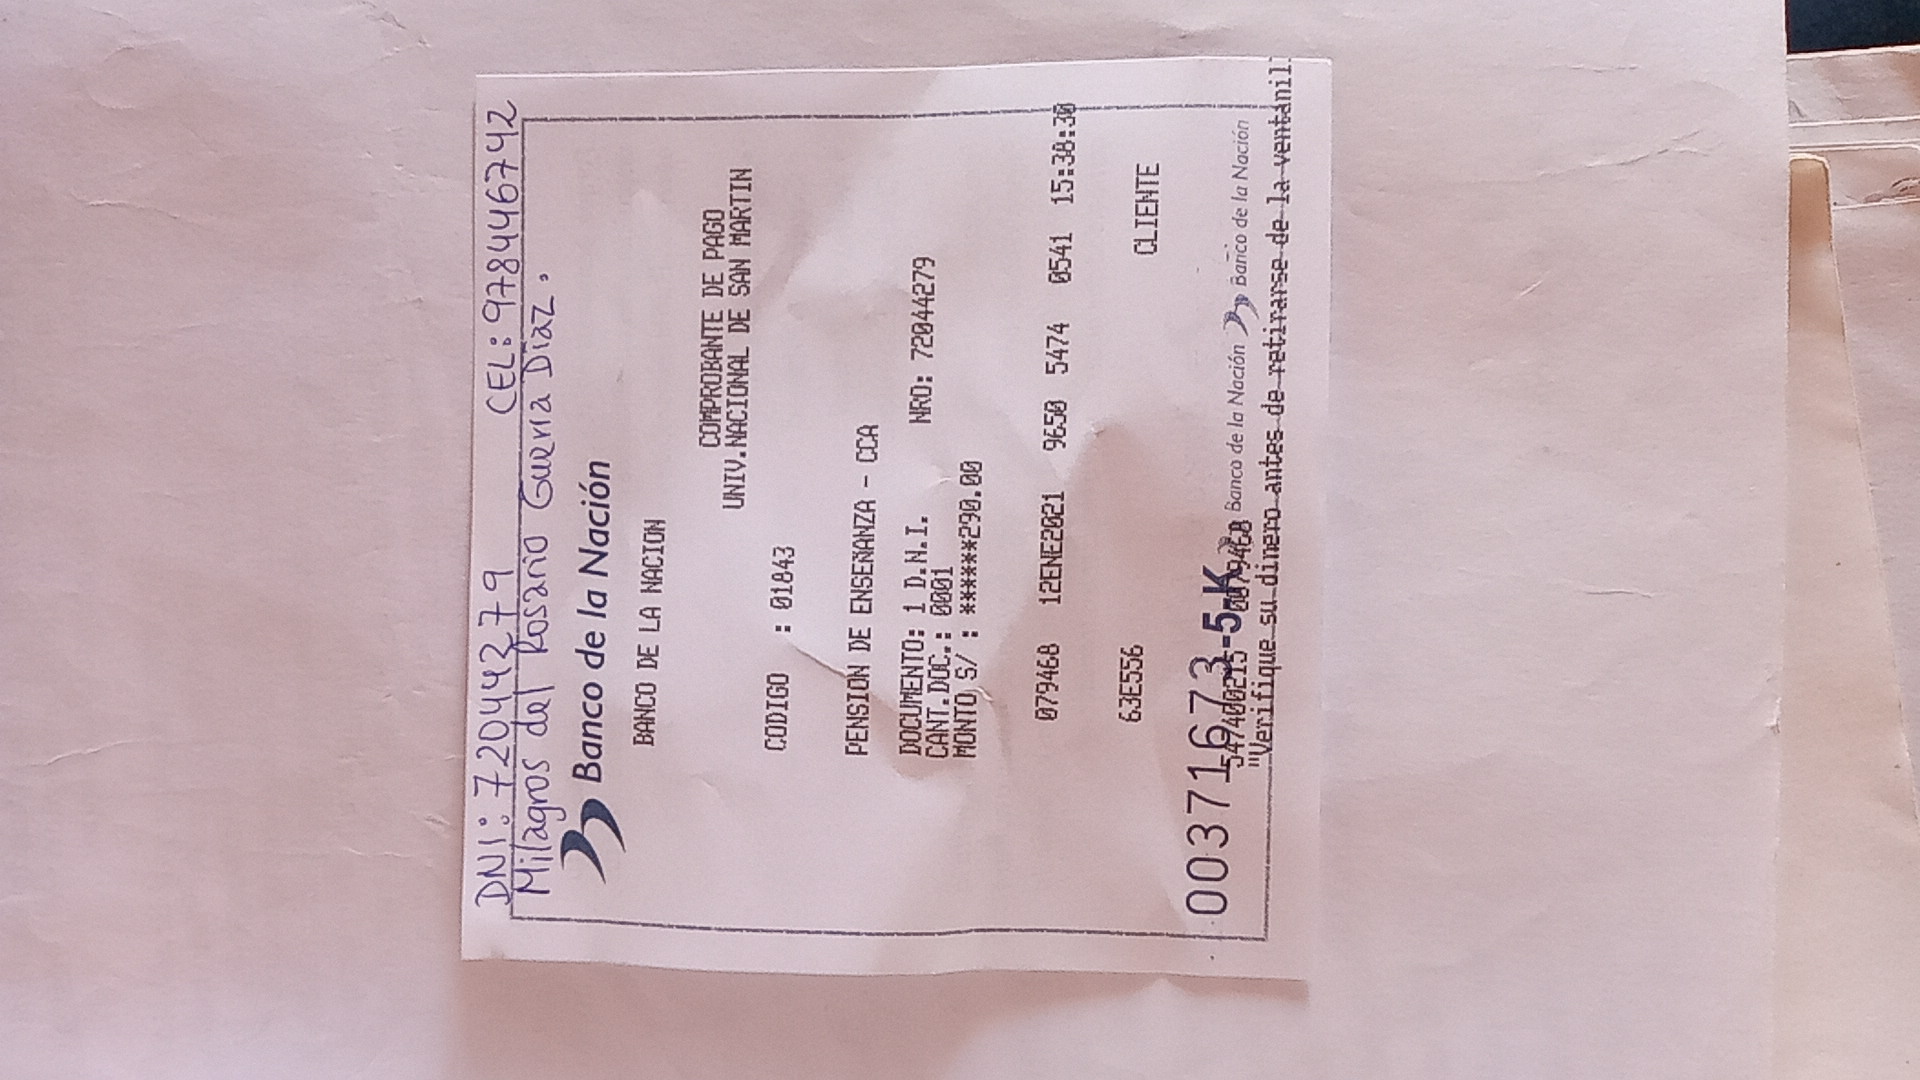 DNI: 72044279 CEL: 978446742
Milagros del Rosario Guerra Diaz.
Banco de la Nación
BANCO DE LA NACION
COMPROBANTE DE PAGO
UNIV.NACIONAL DE SAN MARTIN
CODIGO : 01843
PENSION DE ENSEÑANZA - CCA
DOCUMENTO: 1 D.N.I. NRO: 72044279
CANT.DOC.: 0001
MONTO S/ : ******290.00
079468 12ENE2021 9650 5474 0541 15:38:30
63E556 CLIENTE
00371673-5-K
547400215 0079468 Banco de la Nación Banco de la Nación
"Verifique su dinero antes de retirarse de la ventanil